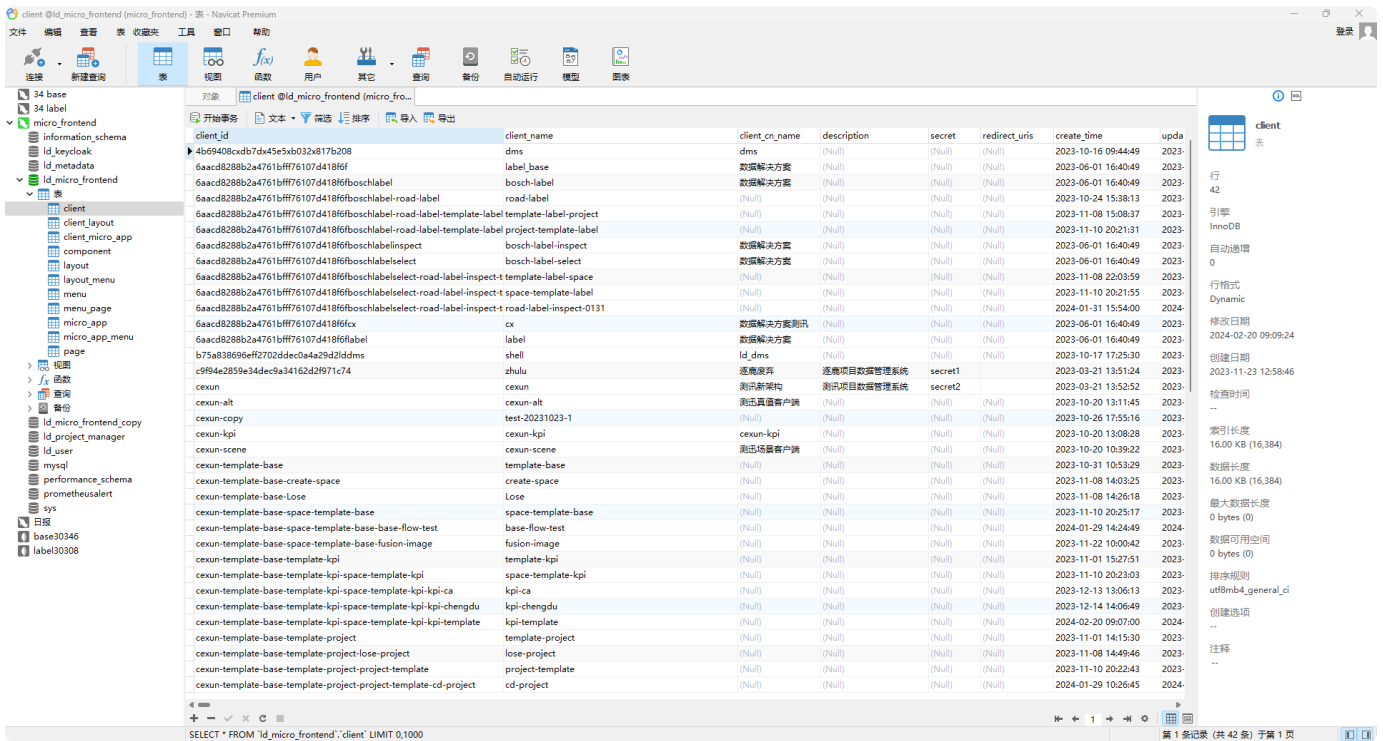 client @ld_micro_frontend (micro_frontend) - 表 - Navicat Premium
文件 编辑 查看 表 收藏夹 工具 窗口 帮助 登录
连接 新建查询 表 视图 函数 用户 其它 查询 备份 自动运行 模型 图表
34 base
34 label
micro_frontend
information_schema
ld_keycloak
ld_metadata
ld_micro_frontend
表
client
client_layout
client_micro_app
component
layout
layout_menu
menu
menu_page
micro_app
micro_app_menu
page
视图
函数
查询
备份
ld_micro_frontend_copy
ld_project_manager
ld_user
mysql
performance_schema
prometheusalert
sys
日报
base30346
label30308
对象 client @ld_micro_frontend (micro_fro...
开始事务 文本 筛选 排序 导入 导出
client_id client_name client_cn_name description secret redirect_uris create_time upda
4b69408cxdb7dx45e5xb032x817b208 dms dms (Null) (Null) (Null) 2023-10-16 09:44:49 2023-
6aacd8288b2a4761bfff76107d418f6f label_base 数据解决方案 (Null) (Null) (Null) 2023-06-01 16:40:49 2023-
6aacd8288b2a4761bfff76107d418f6fboschlabel bosch-label 数据解决方案 (Null) (Null) (Null) 2023-06-01 16:40:49 2023-
6aacd8288b2a4761bfff76107d418f6fboschlabel-road-label road-label (Null) (Null) (Null) (Null) 2023-10-24 15:38:13 2023-
6aacd8288b2a4761bfff76107d418f6fboschlabel-road-label-template-label template-label-project (Null) (Null) (Null) (Null) 2023-11-08 15:08:37 2023-
6aacd8288b2a4761bfff76107d418f6fboschlabel-road-label-template-label project-template-label (Null) (Null) (Null) (Null) 2023-11-10 20:21:31 2023-
6aacd8288b2a4761bfff76107d418f6fboschlabelinspect bosch-label-inspect 数据解决方案 (Null) (Null) (Null) 2023-06-01 16:40:49 2023-
6aacd8288b2a4761bfff76107d418f6fboschlabelselect bosch-label-select 数据解决方案 (Null) (Null) (Null) 2023-06-01 16:40:49 2023-
6aacd8288b2a4761bfff76107d418f6fboschlabelselect-road-label-inspect-t template-label-space (Null) (Null) (Null) (Null) 2023-11-08 22:03:59 2023-
6aacd8288b2a4761bfff76107d418f6fboschlabelselect-road-label-inspect-t space-template-label (Null) (Null) (Null) (Null) 2023-11-10 20:21:55 2023-
6aacd8288b2a4761bfff76107d418f6fboschlabelselect-road-label-inspect-t road-label-inspect-0131 (Null) (Null) (Null) (Null) 2024-01-31 15:54:00 2024-
6aacd8288b2a4761bfff76107d418f6fcx cx 数据解决方案测讯 (Null) (Null) (Null) 2023-06-01 16:40:49 2023-
6aacd8288b2a4761bfff76107d418f6flabel label 数据解决方案 (Null) (Null) (Null) 2023-06-01 16:40:49 2023-
b75a838696eff2702ddec0a4a29d2lddms shell ld_dms (Null) (Null) (Null) 2023-10-17 17:25:30 2023-
c9f94e2859e34dec9a34162d2f971c74 zhulu 逐鹿废弃 逐鹿项目数据管理系统 secret1 2023-03-21 13:51:24 2023-
cexun cexun 测讯新架构 测讯项目数据管理系统 secret2 2023-03-21 13:52:52 2023-
cexun-alt cexun-alt 测迅真值客户端 (Null) (Null) (Null) 2023-10-20 13:11:45 2023-
cexun-copy test-20231023-1 (Null) (Null) (Null) (Null) 2023-10-26 17:55:16 2023-
cexun-kpi cexun-kpi cexun-kpi (Null) (Null) (Null) 2023-10-20 13:08:28 2023-
cexun-scene cexun-scene 测迅场景客户端 (Null) (Null) (Null) 2023-10-20 10:39:22 2023-
cexun-template-base template-base (Null) (Null) (Null) (Null) 2023-10-31 10:53:29 2023-
cexun-template-base-create-space create-space (Null) (Null) (Null) (Null) 2023-11-08 14:03:25 2023-
cexun-template-base-Lose Lose (Null) (Null) (Null) (Null) 2023-11-08 14:26:18 2023-
cexun-template-base-space-template-base space-template-base (Null) (Null) (Null) (Null) 2023-11-10 20:25:17 2023-
cexun-template-base-space-template-base-base-flow-test base-flow-test (Null) (Null) (Null) (Null) 2024-01-29 14:24:49 2024-
cexun-template-base-space-template-base-fusion-image fusion-image (Null) (Null) (Null) (Null) 2023-11-22 10:00:42 2023-
cexun-template-base-template-kpi template-kpi (Null) (Null) (Null) (Null) 2023-11-01 15:27:51 2023-
cexun-template-base-template-kpi-space-template-kpi space-template-kpi (Null) (Null) (Null) (Null) 2023-11-10 20:23:03 2023-
cexun-template-base-template-kpi-space-template-kpi-kpi-ca kpi-ca (Null) (Null) (Null) (Null) 2023-12-13 13:06:13 2023-
cexun-template-base-template-kpi-space-template-kpi-kpi-chengdu kpi-chengdu (Null) (Null) (Null) (Null) 2023-12-14 14:06:49 2023-
cexun-template-base-template-kpi-space-template-kpi-kpi-template kpi-template (Null) (Null) (Null) (Null) 2024-02-20 09:07:00 2024-
cexun-template-base-template-project template-project (Null) (Null) (Null) (Null) 2023-11-01 14:15:30 2023-
cexun-template-base-template-project-lose-project lose-project (Null) (Null) (Null) (Null) 2023-11-08 14:49:46 2023-
cexun-template-base-template-project-project-template project-template (Null) (Null) (Null) (Null) 2023-11-10 20:22:43 2023-
cexun-template-base-template-project-project-template-cd-project cd-project (Null) (Null) (Null) (Null) 2024-01-29 10:26:45 2024-
1
SELECT * FROM `ld_micro_frontend`.`client` LIMIT 0,1000 第 1 条记录 (共 42 条) 于第 1 页
client
表
行
42
引擎
InnoDB
自动递增
0
行格式
Dynamic
修改日期
2024-02-20 09:09:24
创建日期
2023-11-23 12:58:46
检查时间
--
索引长度
16.00 KB (16,384)
数据长度
16.00 KB (16,384)
最大数据长度
0 bytes (0)
数据可用空间
0 bytes (0)
排序规则
utf8mb4_general_ci
创建选项
--
注释
--